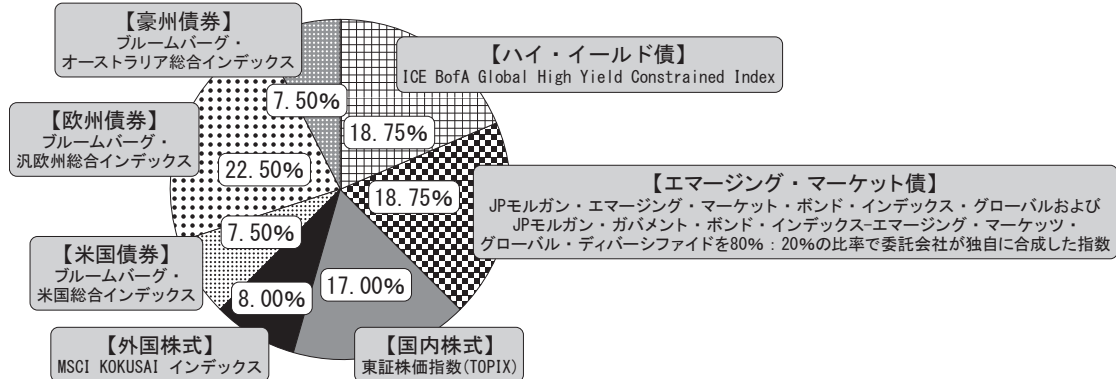 【豪州債券】
ブルームバーグ・
オーストラリア総合インデックス
7.50%
【ハイ・イールド債】
ICE BofA Global High Yield Constrained Index
18.75%
【欧州債券】
ブルームバーグ・
汎欧州総合インデックス
22.50%
18.75%
【エマージング・マーケット債】
JPモルガン・エマージング・マーケット・ボンド・インデックス・グローバルおよび
JPモルガン・ガバメント・ボンド・インデックス-エマージング・マーケッツ・
グローバル・ディバーシファイドを80%：20%の比率で委託会社が独自に合成した指数
【米国債券】
ブルームバーグ・
米国総合インデックス
7.50%
8.00%
17.00%
【外国株式】
MSCI KOKUSAI インデックス
【国内株式】
東証株価指数(TOPIX)